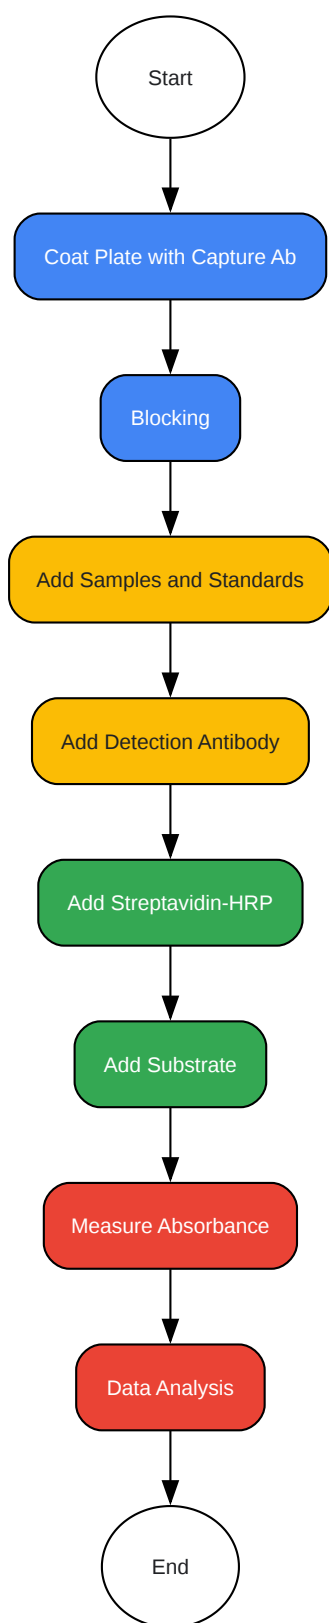 Start
Coat Plate with Capture Ab
Blocking
Add Samples and Standards
Add Detection Antibody
Add Streptavidin-HRP
Add Substrate
Measure Absorbance
Data Analysis
End